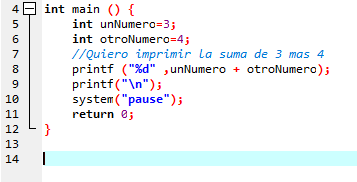 4 int main () {
5 int unNumero=3;
6 int otroNumero=4;
7 //Quiero imprimir la suma de 3 mas 4
8 printf ("%d" ,unNumero + otroNumero);
9 printf("\n");
10 system("pause");
11 return 0;
12 }
13
14